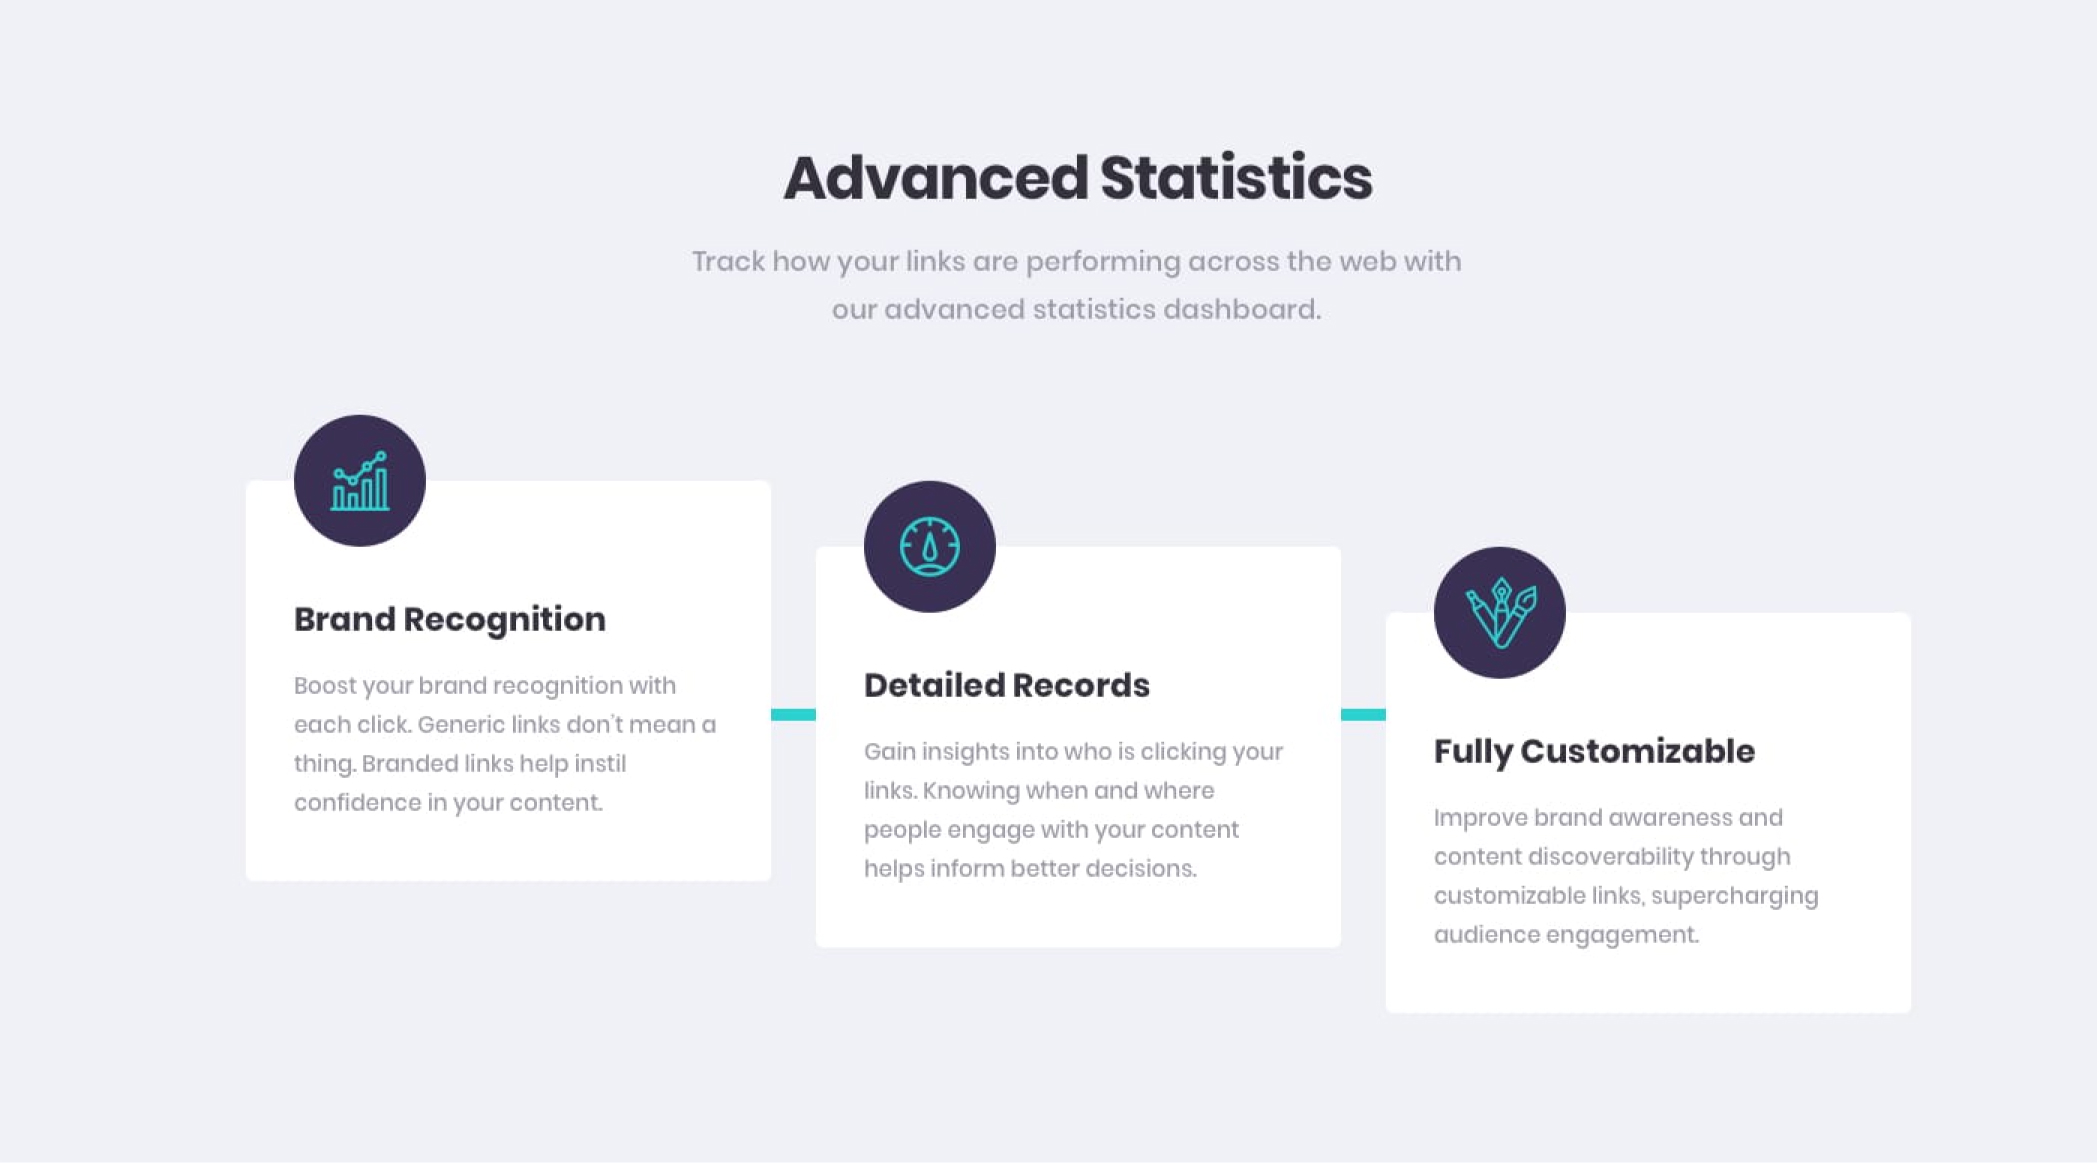 Advanced Statistics
Track how your links are performing across the web with
our advanced statistics dashboard.
Brand Recognition
Boost your brand recognition with
each click. Generic links don't mean a
thing. Branded links help instil
confidence in your content.
Detailed Records
Gain insights into who is clicking your
links. Knowing when and where
people engage with your content
helps inform better decisions.
Fully Customizable
Improve brand awareness and
content discoverability through
customizable links, supercharging
audience engagement.